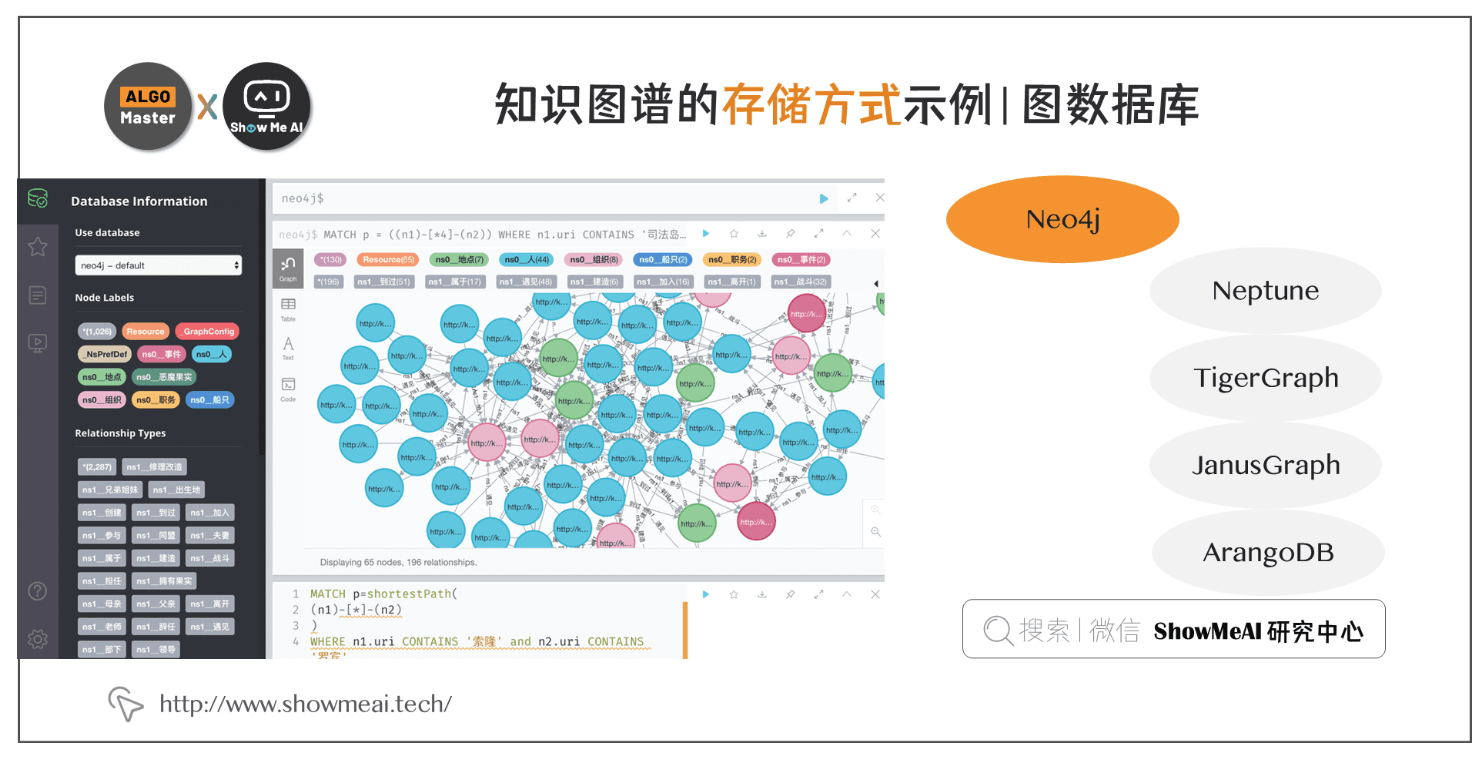 ALGO
Master
X
Show Me AI
知识图谱的存储方式示例|图数据库
Database Information
Use database
neo4j – default
Node Labels
*(1,026) Resource _GraphConfig
_NsPrefDef ns0__事件 ns0__人
ns0__地点 ns0__恶魔果实
ns0__组织 ns0__职务 ns0__船只
Relationship Types
*(2,287) ns1__修理改造
ns1__兄弟姐妹 ns1__出生地
ns1__创建 ns1__到过 ns1__加入
ns1__参与 ns1__同盟 ns1__夫妻
ns1__属于 ns1__建造 ns1__战斗
ns1__担任 ns1__拥有果实
ns1__母亲 ns1__父亲 ns1__离开
ns1__老师 ns1__辞任 ns1__遇见
ns1__部下 ns1__领导
neo4j$
neo4j$ MATCH p = ((n1)-[*4]-(n2)) WHERE n1.uri CONTAINS '司法岛…
Graph
Table
Text
Code
*(130) Resource(65) ns0__地点(7) ns0__人(44) ns0__组织(8) ns0__船只(2) ns0__职务(2) ns0__事件(2)
*(196) ns1__到过(51) ns1__属于(17) ns1__遇见(48) ns1__建造(6) ns1__加入(16) ns1__离开(1) ns1__战斗(32)
http://k…
Displaying 65 nodes, 196 relationships.
1 MATCH p=shortestPath(
2 (n1)-[*]-(n2)
3 )
4 WHERE n1.uri CONTAINS '索隆' and n2.uri CONTAINS
'罗宾'
Neo4j
Neptune
TigerGraph
JanusGraph
ArangoDB
搜索|微信 ShowMeAI 研究中心
http://www.showmeai.tech/